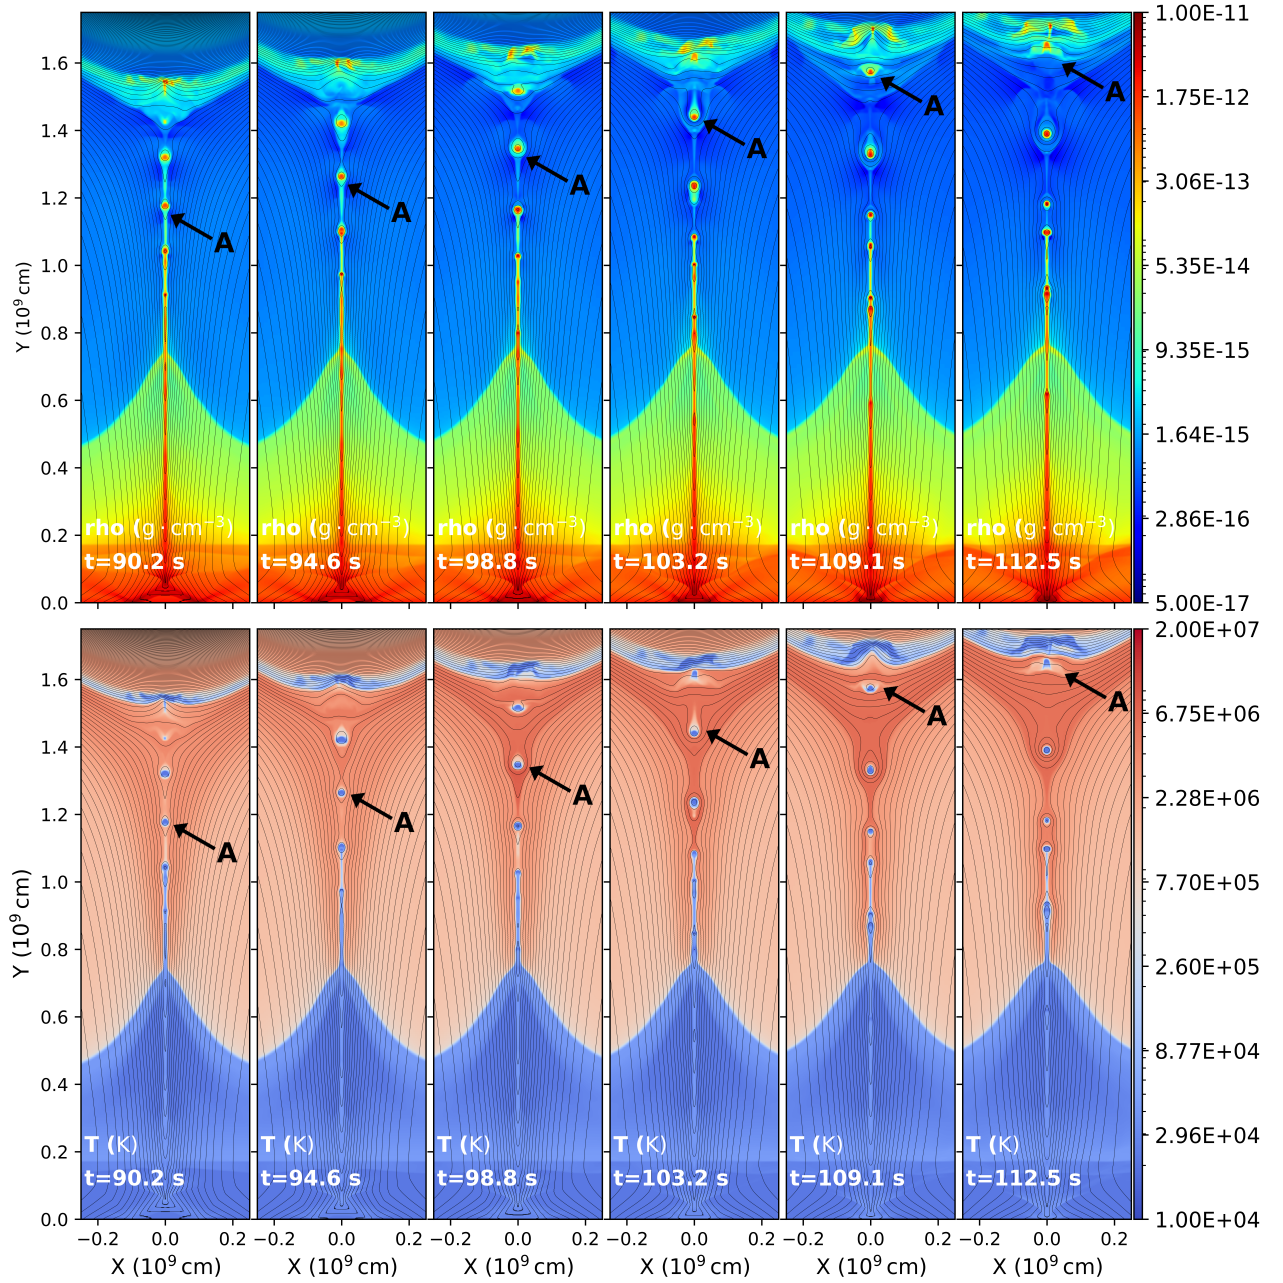 Y (10⁹ cm)
1.6
1.4
1.2
1.0
0.8
0.6
0.4
0.2
0.0
A
rho (g · cm⁻³)
t=90.2 s
A
rho (g · cm⁻³)
t=94.6 s
A
rho (g · cm⁻³)
t=98.8 s
A
rho (g · cm⁻³)
t=103.2 s
A
rho (g · cm⁻³)
t=109.1 s
A
rho (g · cm⁻³)
t=112.5 s
1.00E-11
1.75E-12
3.06E-13
5.35E-14
9.35E-15
1.64E-15
2.86E-16
5.00E-17
Y (10⁹ cm)
1.6
1.4
1.2
1.0
0.8
0.6
0.4
0.2
0.0
A
T (K)
t=90.2 s
A
T (K)
t=94.6 s
A
T (K)
t=98.8 s
A
T (K)
t=103.2 s
A
T (K)
t=109.1 s
A
T (K)
t=112.5 s
2.00E+07
6.75E+06
2.28E+06
7.70E+05
2.60E+05
8.77E+04
2.96E+04
1.00E+04
−0.2 0.0 0.2
−0.2 0.0 0.2
−0.2 0.0 0.2
−0.2 0.0 0.2
−0.2 0.0 0.2
−0.2 0.0 0.2
X (10⁹ cm)
X (10⁹ cm)
X (10⁹ cm)
X (10⁹ cm)
X (10⁹ cm)
X (10⁹ cm)